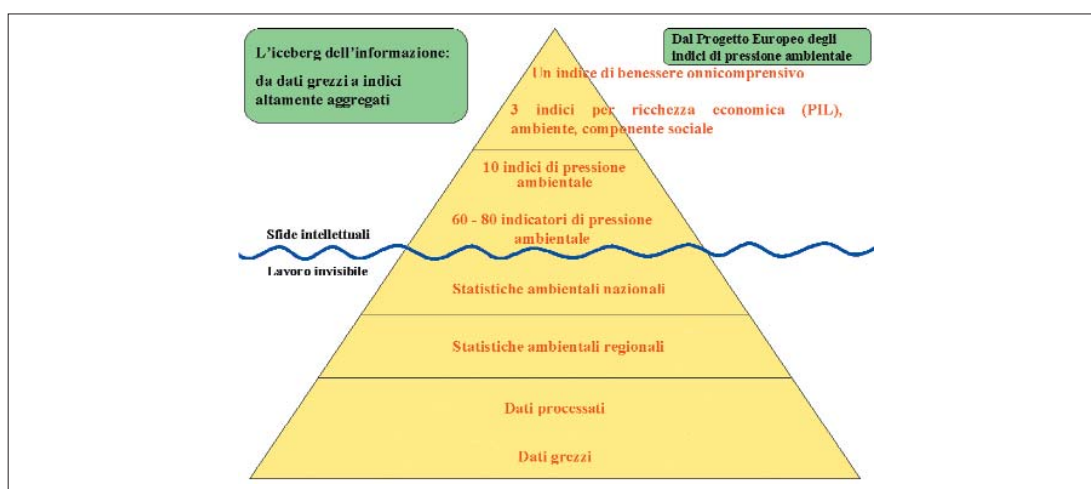 L'iceberg dell'informazione:
da dati grezzi a indici
altamente aggregati
Dal Progetto Europeo degli
indici di pressione ambientale
Un indice di benessere onnicomprensivo
3 indici per ricchezza economica (PIL),
ambiente, componente sociale
10 indici di pressione
ambientale
60 - 80 indicatori di pressione
ambientale
Sfide intellettuali
Lavoro invisibile
Statistiche ambientali nazionali
Statistiche ambientali regionali
Dati processati
Dati grezzi